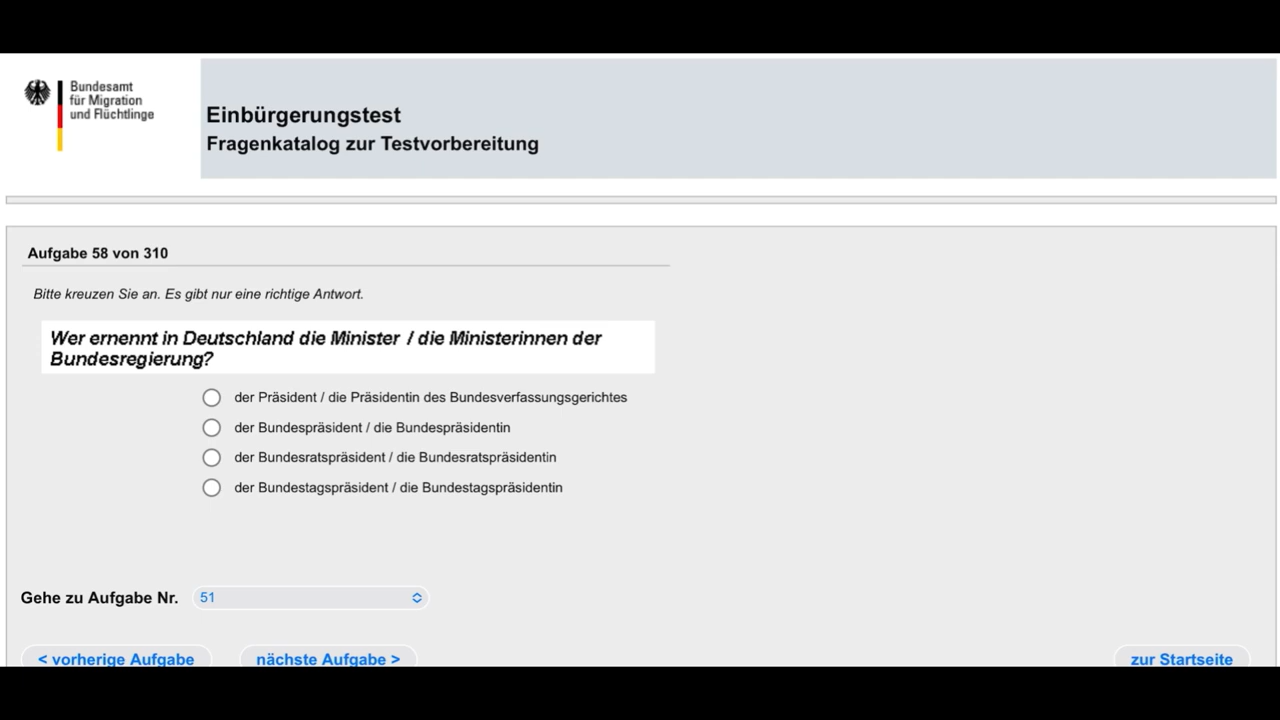 Bundesamt
für Migration
und Flüchtlinge
Einbürgerungstest
Fragenkatalog zur Testvorbereitung
Aufgabe 58 von 310
Bitte kreuzen Sie an. Es gibt nur eine richtige Antwort.
Wer ernennt in Deutschland die Minister / die Ministerinnen der
Bundesregierung?
der Präsident / die Präsidentin des Bundesverfassungsgerichtes
der Bundespräsident / die Bundespräsidentin
der Bundesratspräsident / die Bundesratspräsidentin
der Bundestagspräsident / die Bundestagspräsidentin
Gehe zu Aufgabe Nr. 51
< vorherige Aufgabe nächste Aufgabe > zur Startseite